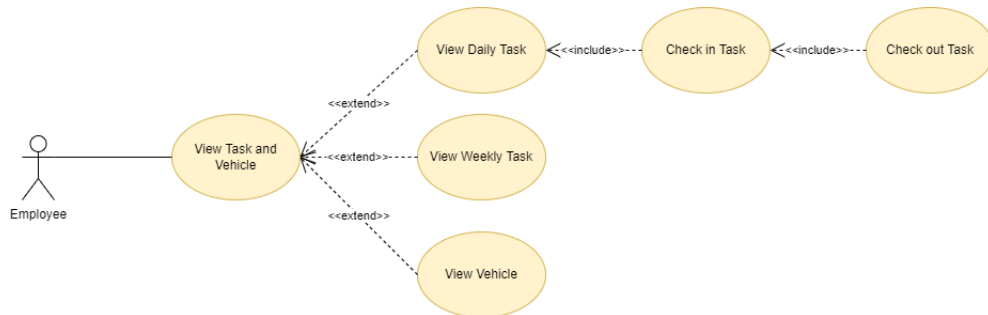 View Daily Task
<<include>>
Check in Task
<<include>>
Check out Task
<<extend>>
View Task and
Vehicle
<<extend>>
View Weekly Task
Employee
<<extend>>
View Vehicle